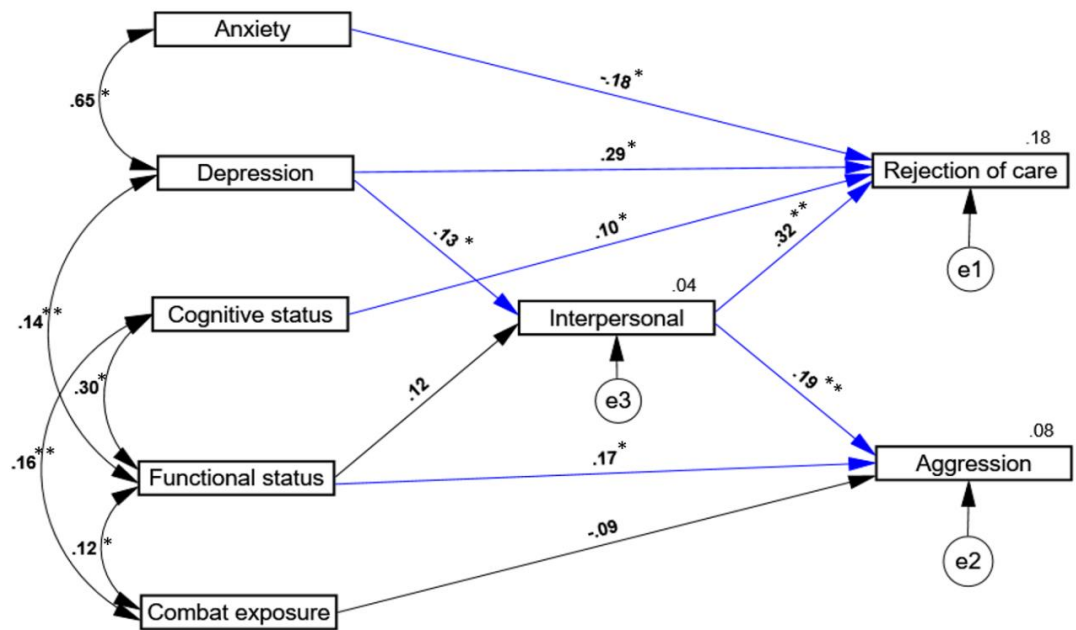 Anxiety
-.18*
.65*
.18
Depression
.29*
Rejection of care
.13*
.10*
.32**
e1
.04
Cognitive status
Interpersonal
.14**
.30*
.12
e3
.19**
.16**
Functional status
.17*
.08
Aggression
.12*
-.09
e2
Combat exposure